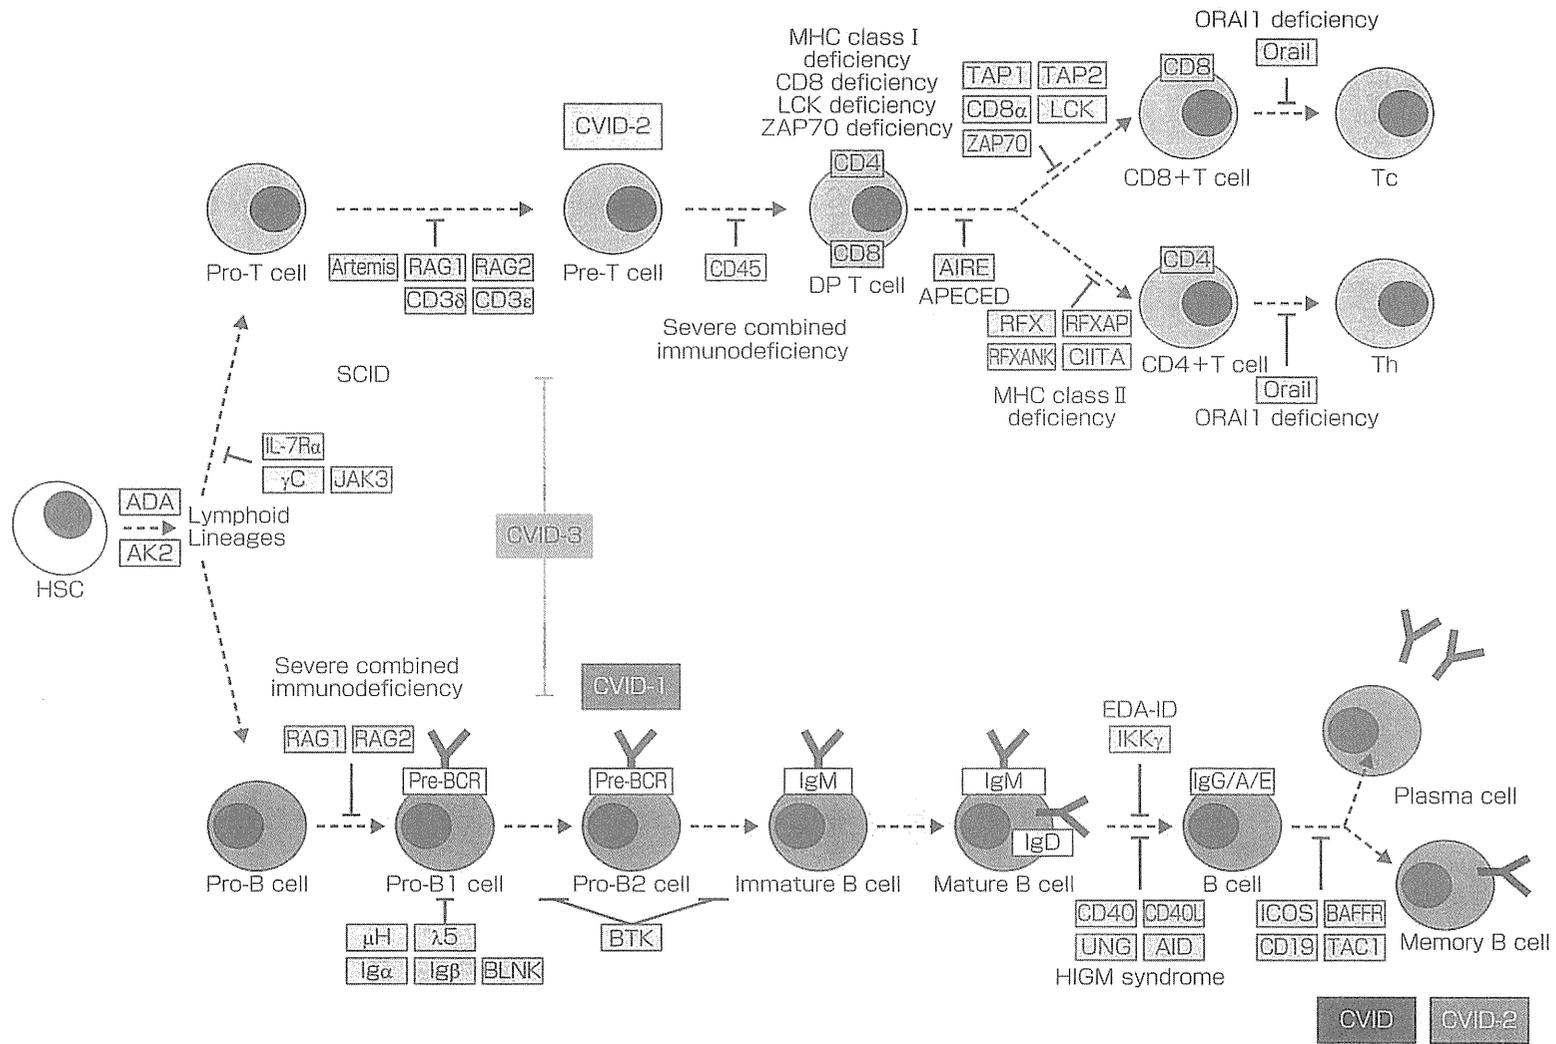 ORAI1 deficiency
Orail
MHC class I
deficiency
CD8 deficiency
LCK deficiency
ZAP70 deficiency
TAP1 TAP2
CD8α LCK
ZAP70
CD8
CD8+T cell
Tc
CVID-2
CD4
CD8
DP T cell
Pro-T cell
Artemis RAG1 RAG2
CD3δ CD3ε
Pre-T cell
CD45
AIRE
APECED
Severe combined
immunodeficiency
RFX RFXAP
RFXANK CIITA
MHC class II
deficiency
CD4
CD4+T cell
Th
Orail
ORAI1 deficiency
SCID
IL-7Rα
γC JAK3
ADA
AK2
HSC
Lymphoid
Lineages
CVID-3
Severe combined
immunodeficiency
CVID-1
RAG1 RAG2
Pre-BCR
Pre-BCR
IgM
IgM
IgD
EDA-ID
IKKγ
IgG/A/E
Plasma cell
Pro-B cell
Pro-B1 cell
Pro-B2 cell
Immature B cell
Mature B cell
B cell
Memory B cell
μH λ5
Igα Igβ BLNK
BTK
CD40 CD40L
UNG AID
HIGM syndrome
ICOS BAFFR
CD19 TAC1
CVID CVID-2